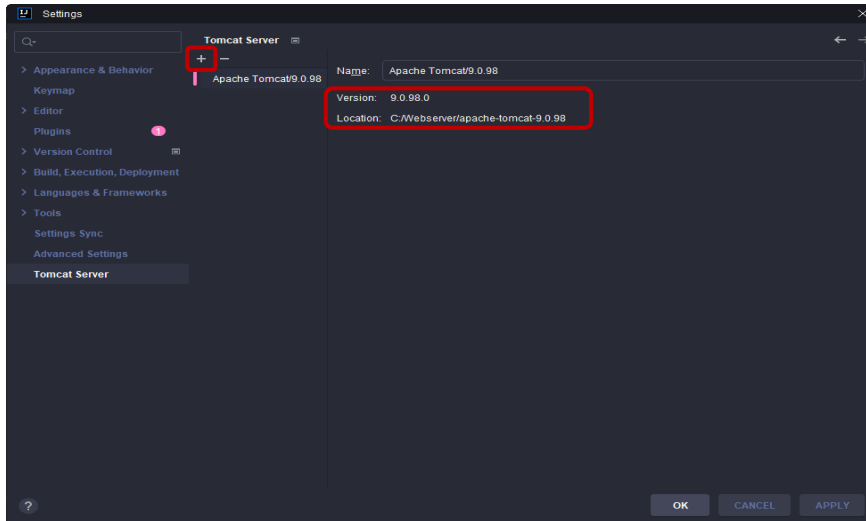 Settings
Tomcat Server
+ −
Appearance & Behavior
Keymap
Editor
Plugins 1
Version Control
Build, Execution, Deployment
Languages & Frameworks
Tools
Settings Sync
Advanced Settings
Tomcat Server
Apache Tomcat/9.0.98
Name: Apache Tomcat/9.0.98
Version: 9.0.98.0
Location: C:/Webserver/apache-tomcat-9.0.98
?
OK CANCEL APPLY